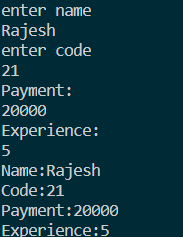 enter name
Rajesh
enter code
21
Payment:
20000
Experience:
5
Name:Rajesh
Code:21
Payment:20000
Experience:5